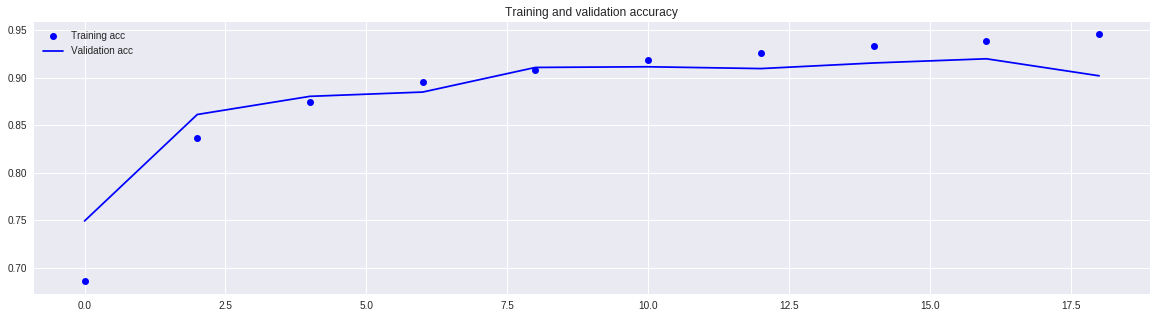 Training and validation accuracy
0.95
Training acc
Validation acc
0.90
0.85
0.80
0.75
0.70
0.0 2.5 5.0 7.5 10.0 12.5 15.0 17.5